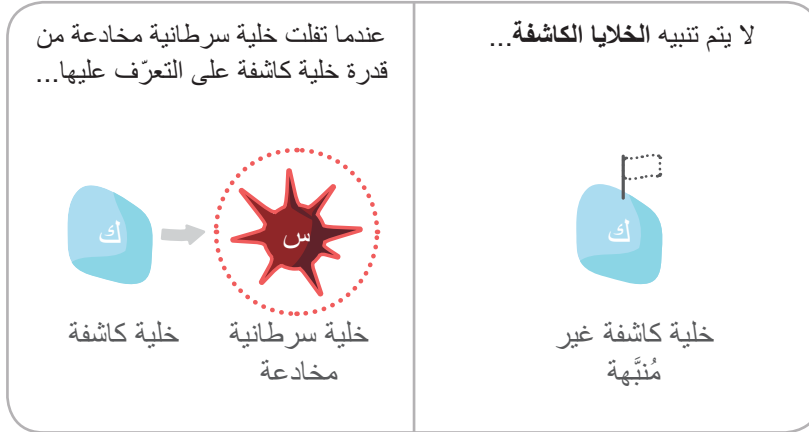 لا يتم تنبيه الخلايا الكاشفة...
ك
خلية كاشفة غير
مُنبَّهة
عندما تفلت خلية سرطانية مخادعة من
قدرة خلية كاشفة على التعرّف عليها...
س
ك
خلية سرطانية
مخادعة
خلية كاشفة